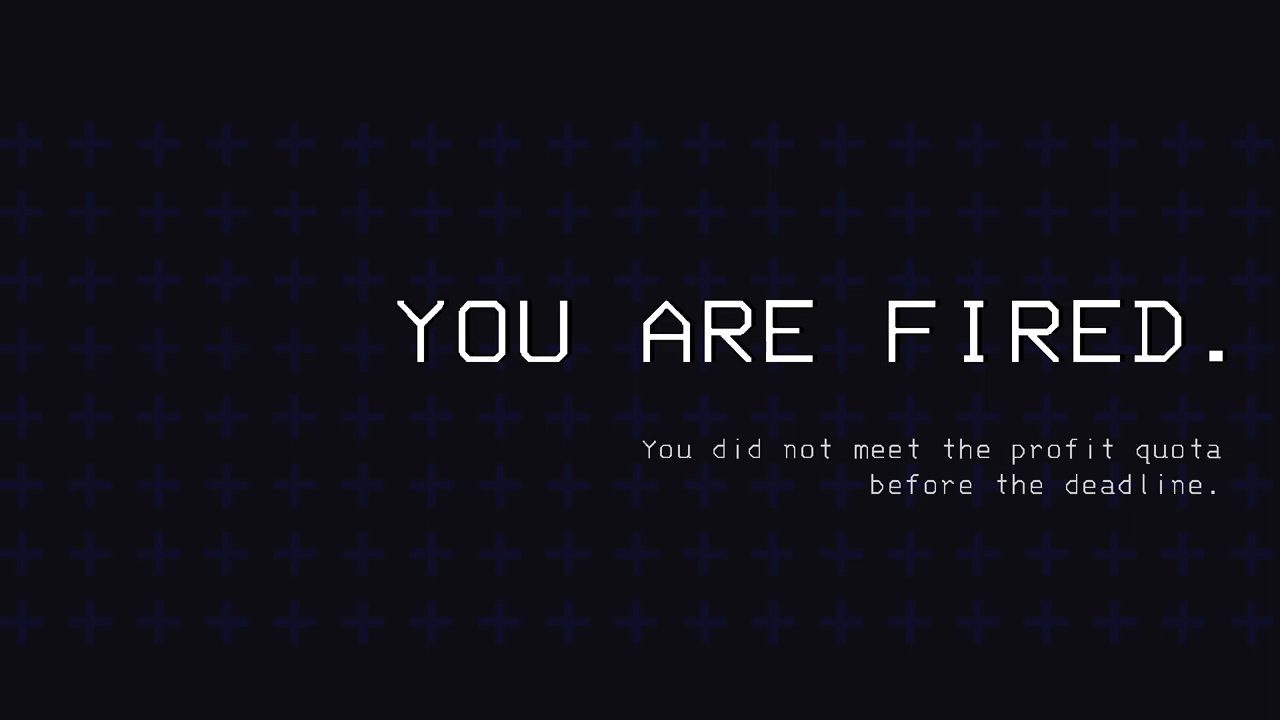 YOU ARE FIRED.
You did not meet the profit quota
before the deadline.